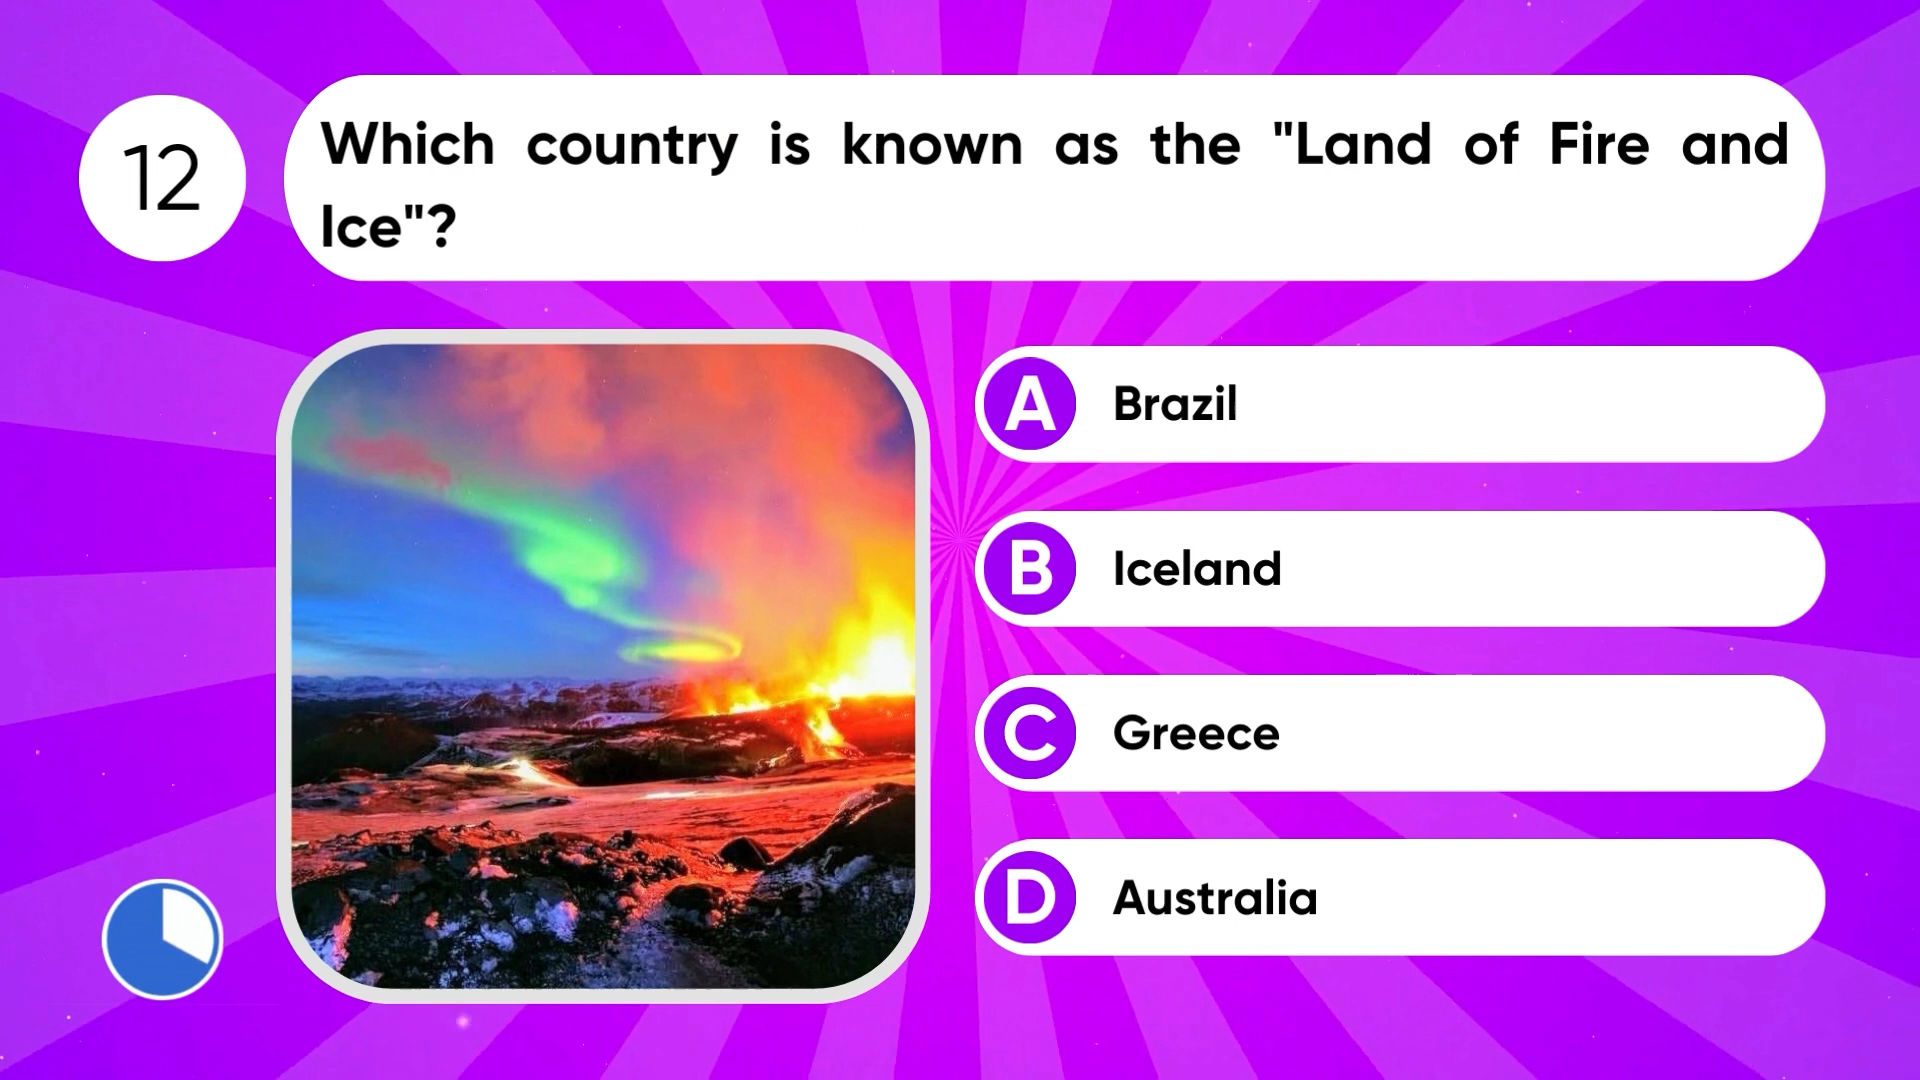 12
Which country is known as the "Land of Fire and
Ice"?
A Brazil
B Iceland
C Greece
D Australia